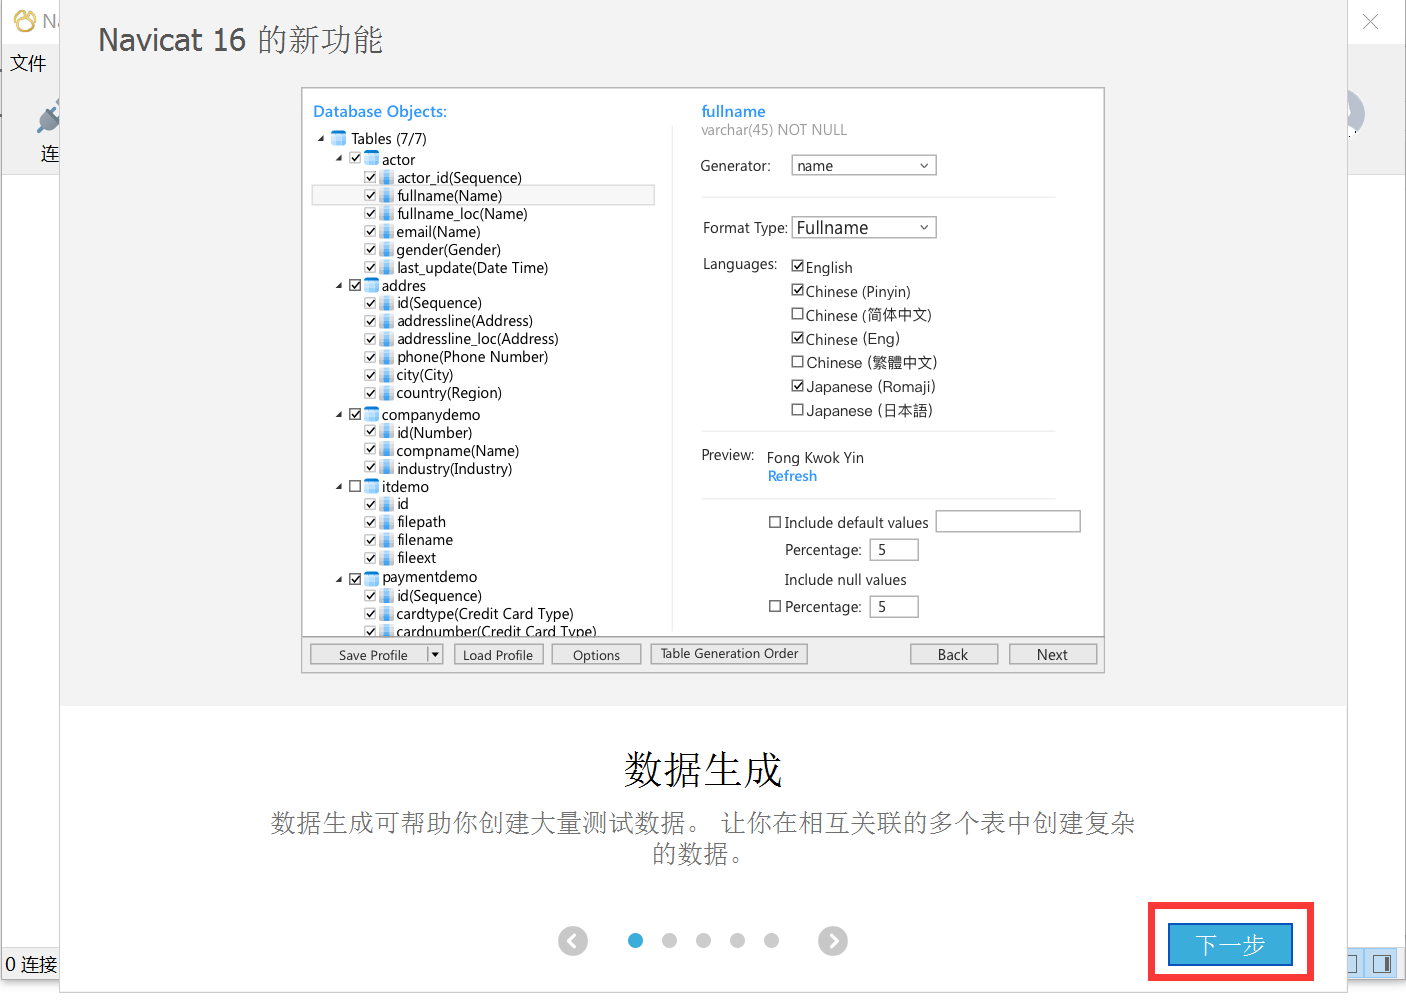 Na
Navicat 16 的新功能
文件
连
Database Objects:
Tables (7/7)
actor
actor_id(Sequence)
fullname(Name)
fullname_loc(Name)
email(Name)
gender(Gender)
last_update(Date Time)
addres
id(Sequence)
addressline(Address)
addressline_loc(Address)
phone(Phone Number)
city(City)
country(Region)
companydemo
id(Number)
compname(Name)
industry(Industry)
itdemo
id
filepath
filename
fileext
paymentdemo
id(Sequence)
cardtype(Credit Card Type)
cardnumber(Credit Card Type)
fullname
varchar(45) NOT NULL
Generator: name
Format Type: Fullname
Languages: English
Chinese (Pinyin)
Chinese (简体中文)
Chinese (Eng)
Chinese (繁體中文)
Japanese (Romaji)
Japanese (日本語)
Preview: Fong Kwok Yin
Refresh
Include default values
Percentage: 5
Include null values
Percentage: 5
Save Profile Load Profile Options Table Generation Order Back Next
数据生成
数据生成可帮助你创建大量测试数据。 让你在相互关联的多个表中创建复杂
的数据。
下一步
0 连接